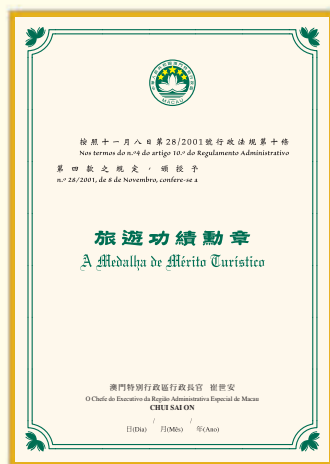 MACAU
按照十一月八日第28/2001號行政法規第十條
Nos termos do n.º4 do artigo 10.º do Regulamento Administrativo
第四款之規定，頒授予
n.º 28/2001, de 8 de Novembro, confere-se a
旅遊功績勳章
A Medalha de Mérito Turístico
澳門特別行政區行政長官 崔世安
O Chefe do Executivo da Região Administrativa Especial de Macau
CHUI SAI ON
/ /
日(Dia) 月(Mês) 年(Ano)